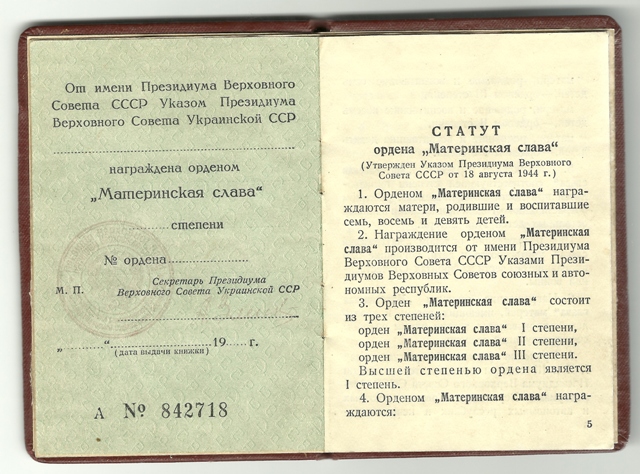 От имени Президиума Верховного
Совета СССР Указом Президиума
Верховного Совета Украинской ССР
награждена орденом
„Материнская слава“
степени
№ ордена
М. П.
Секретарь Президиума
Верховного Совета Украинской ССР
„ “ 19 г.
(дата выдачи книжки)
А № 842718
СТАТУТ
ордена „Материнская слава“
(Утвержден Указом Президиума Верховного
Совета СССР от 18 августа 1944 г.)
1. Орденом „Материнская слава“ награ-
ждаются матери, родившие и воспитавшие
семь, восемь и девять детей.
2. Награждение орденом „Материнская
слава“ производится от имени Президиума
Верховного Совета СССР Указами Прези-
диумов Верховных Советов союзных и авто-
номных республик.
3. Орден „Материнская слава“ состоит
из трех степеней:
орден „Материнская слава“ I степени,
орден „Материнская слава“ II степени,
орден „Материнская слава“ III степени.
Высшей степенью ордена является
I степень.
4. Орденом „Материнская слава“ награ-
ждаются:
5